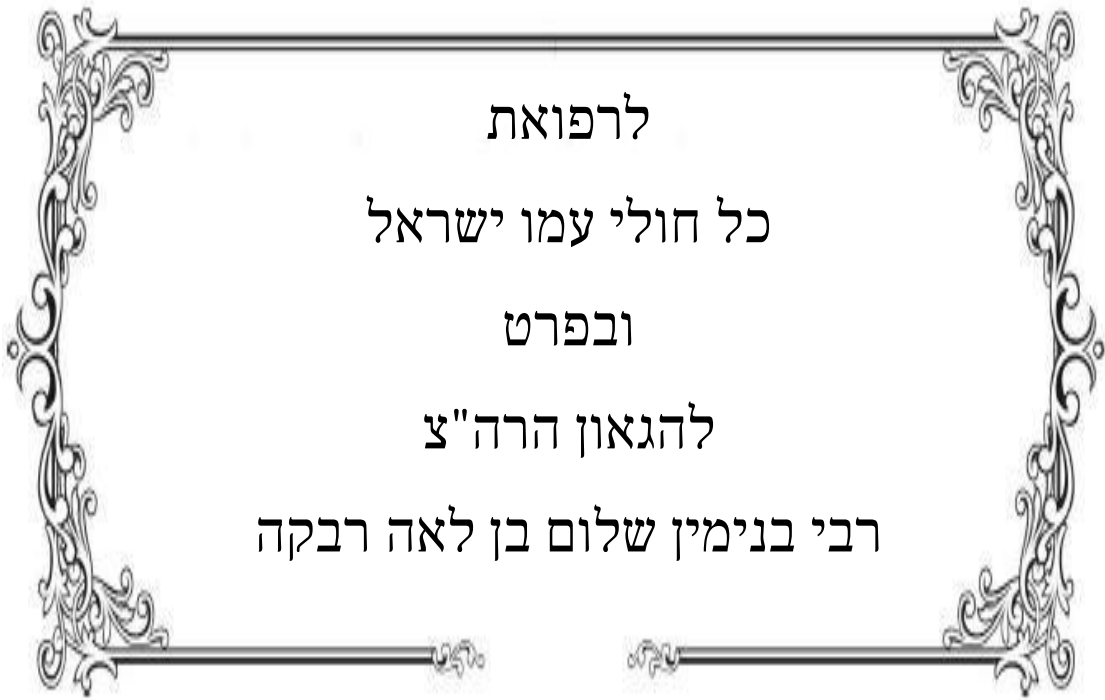 לרפואת
כל חולי עמו ישראל
ובפרט
להגאון הרה"צ
רבי בנימין שלום בן לאה רבקה